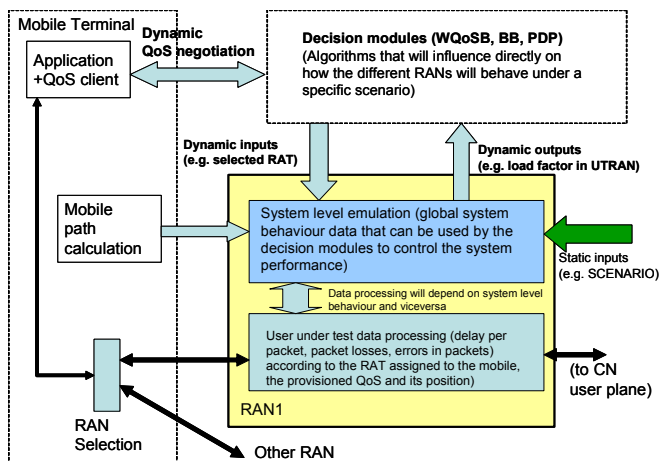 Mobile Terminal
Application
+QoS client
Dynamic
QoS negotiation
Decision modules (WQoSB, BB, PDP)
(Algorithms that will influence directly on
how the different RANs will behave under a
specific scenario)
Dynamic inputs
(e.g. selected RAT)
Dynamic outputs
(e.g. load factor in UTRAN)
Mobile
path
calculation
System level emulation (global system
behaviour data that can be used by the
decision modules to control the system
performance)
Static inputs
(e.g. SCENARIO)
Data processing will depend on system level
behaviour and viceversa
User under test data processing (delay per
packet, packet losses, errors in packets)
according to the RAT assigned to the mobile,
the provisioned QoS and its position)
(to CN
user plane)
RAN1
RAN
Selection
Other RAN